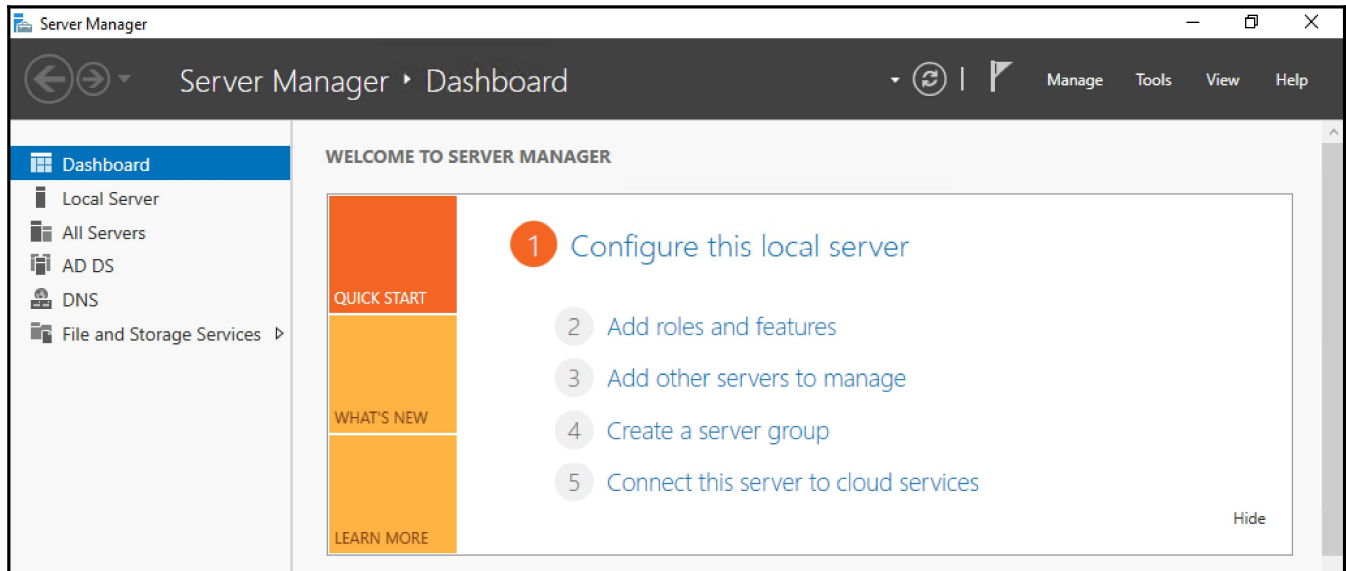 Server Manager
Server Manager ‣ Dashboard
Manage Tools View Help
Dashboard
Local Server
All Servers
AD DS
DNS
File and Storage Services
WELCOME TO SERVER MANAGER
QUICK START
WHAT'S NEW
LEARN MORE
1 Configure this local server
2 Add roles and features
3 Add other servers to manage
4 Create a server group
5 Connect this server to cloud services
Hide